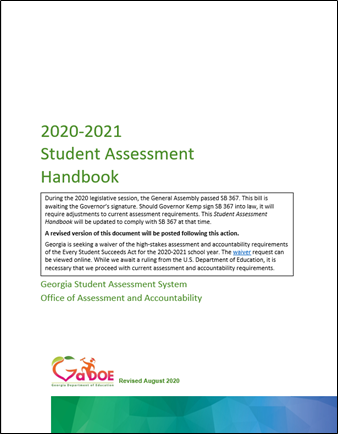 2020-2021
Student Assessment
Handbook
During the 2020 legislative session, the General Assembly passed SB 367. This bill is
awaiting the Governor's signature. Should Governor Kemp sign SB 367 into law, it will
require adjustments to current assessment requirements. This Student Assessment
Handbook will be updated to comply with SB 367 at that time.
A revised version of this document will be posted following this action.
Georgia is seeking a waiver of the high-stakes assessment and accountability requirements
of the Every Student Succeeds Act for the 2020-2021 school year. The waiver request can
be viewed online. While we await a ruling from the U.S. Department of Education, it is
necessary that we proceed with current assessment and accountability requirements.
Georgia Student Assessment System
Office of Assessment and Accountability
GaDOE
Georgia Department of Education
Revised August 2020